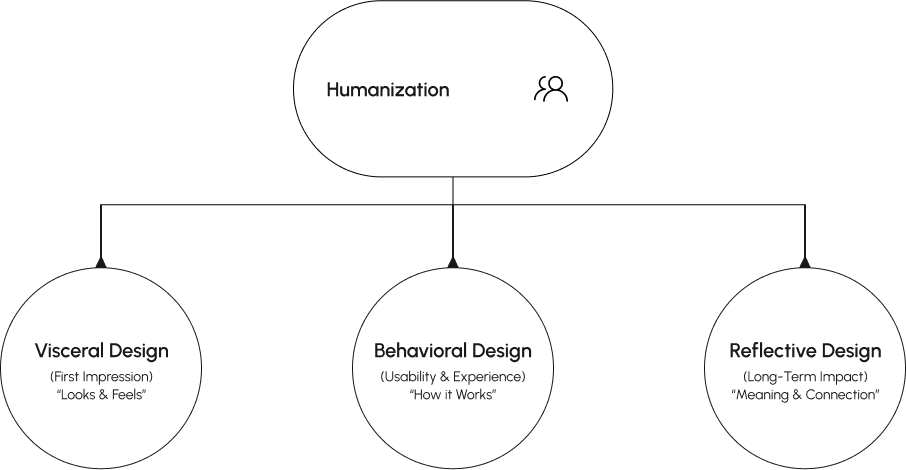 Humanization
Visceral Design
(First Impression)
“Looks & Feels”
Behavioral Design
(Usability & Experience)
“How it Works”
Reflective Design
(Long-Term Impact)
“Meaning & Connection”